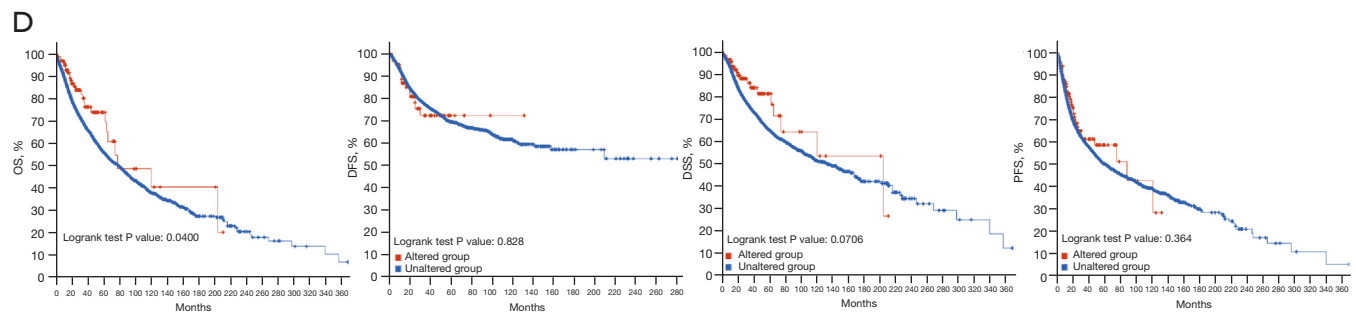 D
OS, %
100
90
80
70
60
50
40
30
20
10
0
Logrank test P value: 0.0400
0 20 40 60 80 100 120 140 160 180 200 220 240 260 280 300 320 340 360
Months
DFS, %
100
90
80
70
60
50
40
30
20
10
0
Logrank test P value: 0.828
Altered group
Unaltered group
0 20 40 60 80 100 120 140 160 180 200 220 240 260 280
Months
DSS, %
100
90
80
70
60
50
40
30
20
10
0
Logrank test P value: 0.0706
Altered group
Unaltered group
0 20 40 60 80 100 120 140 160 180 200 220 240 260 280 300 320 340 360
Months
PFS, %
100
90
80
70
60
50
40
30
20
10
0
Logrank test P value: 0.364
Altered group
Unaltered group
0 20 40 60 80 100 120 140 160 180 200 220 240 260 280 300 320 340 360
Months